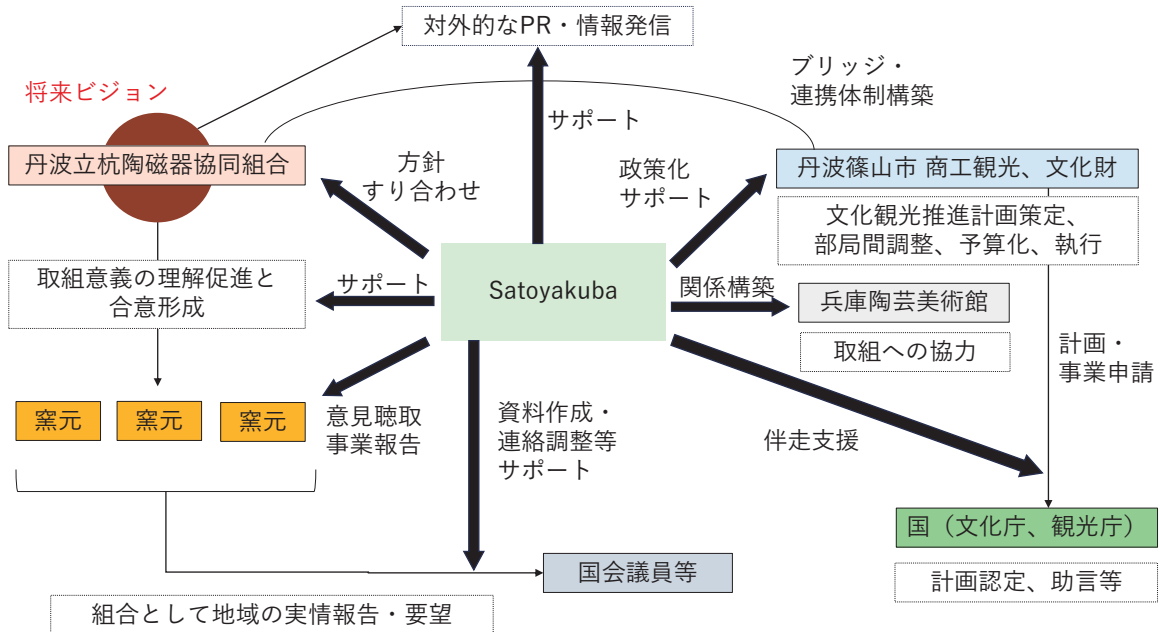 対外的なPR・情報発信
将来ビジョン
ブリッジ・
連携体制構築
サポート
丹波立杭陶磁器協同組合
方針
すり合わせ
政策化
サポート
丹波篠山市 商工観光、文化財
文化観光推進計画策定、
部局間調整、予算化、執行
取組意義の理解促進と
合意形成
サポート
Satoyakuba
関係構築
兵庫陶芸美術館
取組への協力
計画・
事業申請
窯元
窯元
窯元
意見聴取
事業報告
資料作成・
連絡調整等
サポート
伴走支援
国（文化庁、観光庁）
国会議員等
計画認定、助言等
組合として地域の実情報告・要望